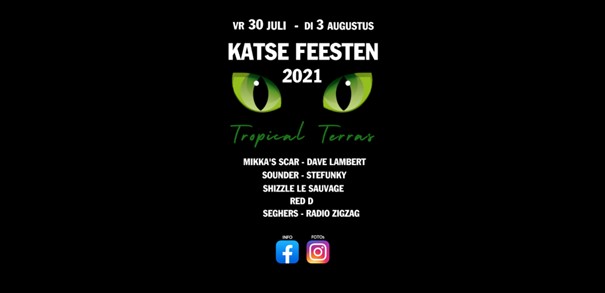 VR 30 JULI - DI 3 AUGUSTUS
KATSE FEESTEN
2021
Tropical Terras
MIKKA'S SCAR - DAVE LAMBERT
SOUNDER - STEFUNKY
SHIZZLE LE SAUVAGE
RED D
SEGHERS - RADIO ZIGZAG
INFO FOTOs